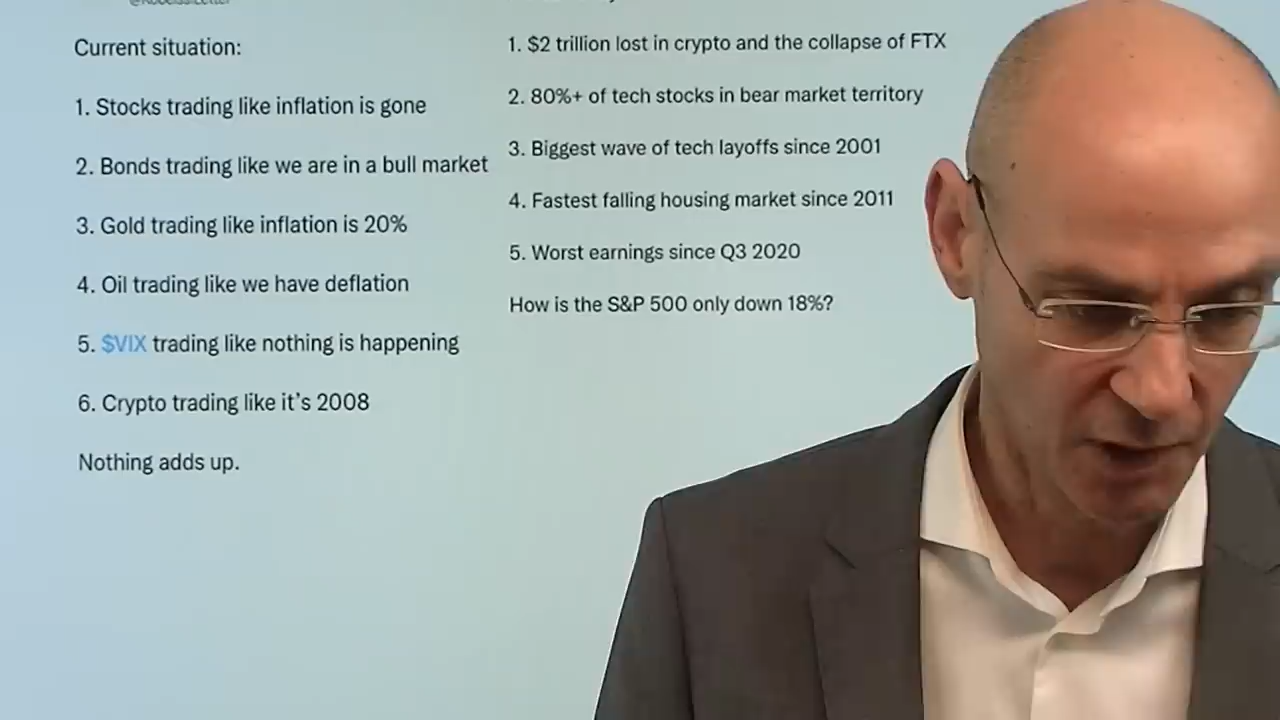 Current situation:
1. Stocks trading like inflation is gone
2. Bonds trading like we are in a bull market
3. Gold trading like inflation is 20%
4. Oil trading like we have deflation
5. $VIX trading like nothing is happening
6. Crypto trading like it's 2008
Nothing adds up.
1. $2 trillion lost in crypto and the collapse of FTX
2. 80%+ of tech stocks in bear market territory
3. Biggest wave of tech layoffs since 2001
4. Fastest falling housing market since 2011
5. Worst earnings since Q3 2020
How is the S&P 500 only down 18%?